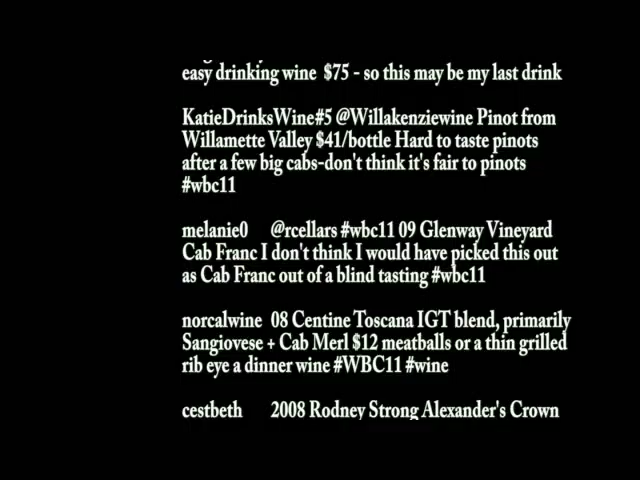 easy drinking wine $75 - so this may be my last drink
KatieDrinksWine#5 @Willakenziewine Pinot from
Willamette Valley $41/bottle Hard to taste pinots
after a few big cabs-don't think it's fair to pinots
#wbc11
melanie0 @rcellars #wbc11 09 Glenway Vineyard
Cab Franc I don't think I would have picked this out
as Cab Franc out of a blind tasting #wbc11
norcalwine 08 Centine Toscana IGT blend, primarily
Sangiovese + Cab Merl $12 meatballs or a thin grilled
rib eye a dinner wine #WBC11 #wine
cestbeth 2008 Rodney Strong Alexander's Crown